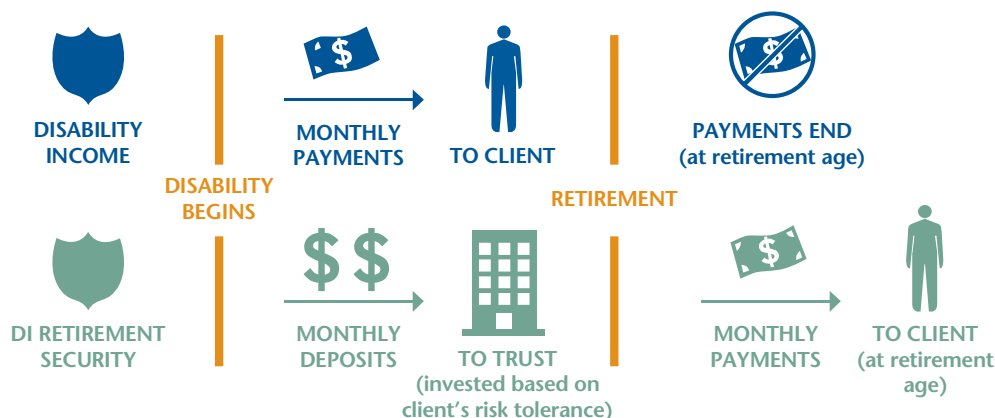 DISABILITY
INCOME
MONTHLY
PAYMENTS
TO CLIENT
PAYMENTS END
(at retirement age)
DISABILITY
BEGINS
RETIREMENT
DI RETIREMENT
SECURITY
MONTHLY
DEPOSITS
TO TRUST
(invested based on
client's risk tolerance)
MONTHLY
PAYMENTS
TO CLIENT
(at retirement
age)
$
$ $
$
$